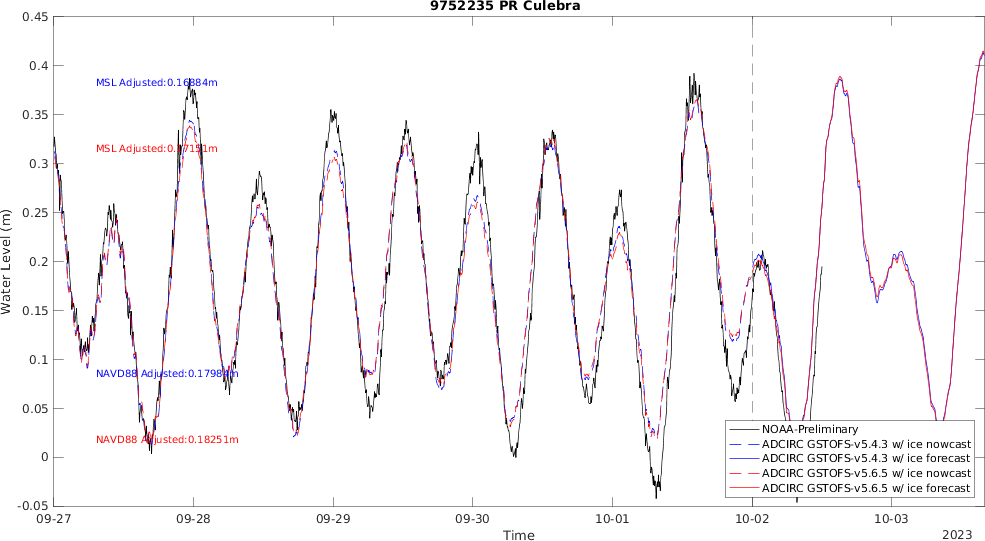 9752235 PR Culebra
0.45
0.4
0.35
0.3
0.25
0.2
0.15
0.1
0.05
0
-0.05
Water Level (m)
MSL Adjusted:0.16884m
MSL Adjusted:0.17151m
NAVD88 Adjusted:0.17984m
NAVD88 Adjusted:0.18251m
NOAA-Preliminary
ADCIRC GSTOFS-v5.4.3 w/ ice nowcast
ADCIRC GSTOFS-v5.4.3 w/ ice forecast
ADCIRC GSTOFS-v5.6.5 w/ ice nowcast
ADCIRC GSTOFS-v5.6.5 w/ ice forecast
09-27 09-28 09-29 09-30 10-01 10-02 10-03
Time
2023